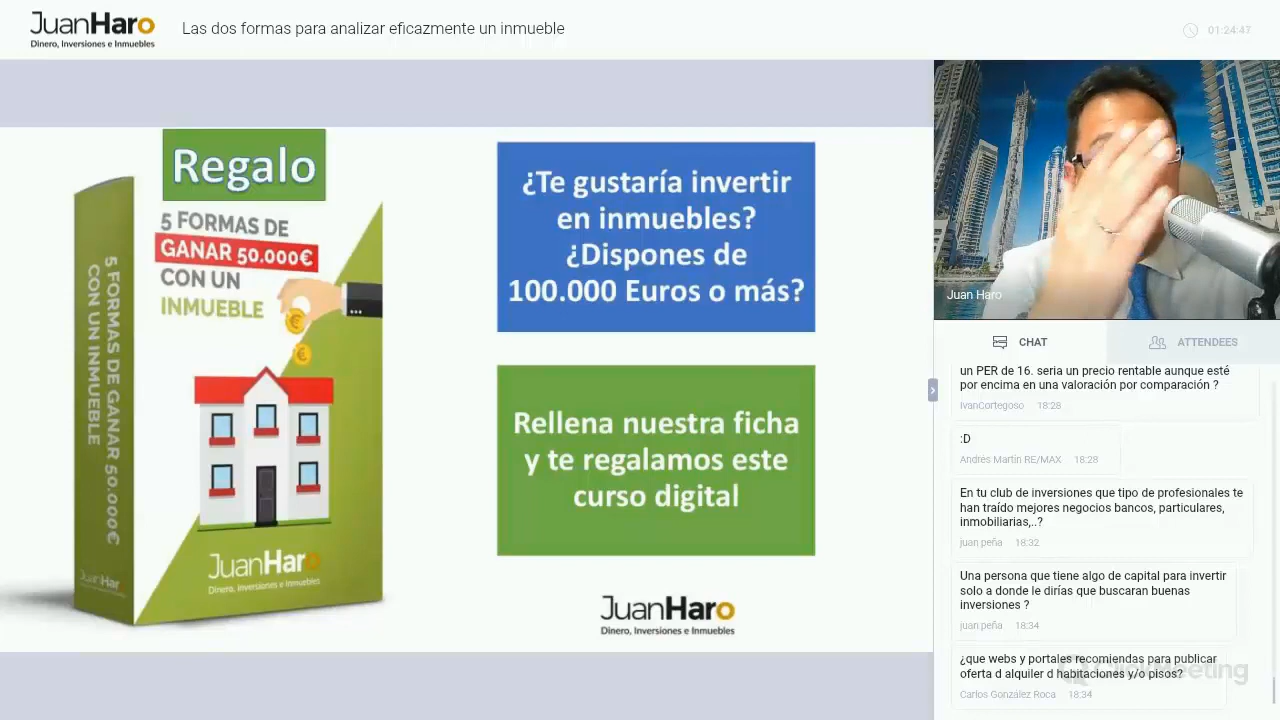 JuanHaro
Dinero, Inversiones e Inmuebles
Las dos formas para analizar eficazmente un inmueble
01:24:47
Regalo
5 FORMAS DE
GANAR 50.000€
CON UN
INMUEBLE
5 FORMAS DE GANAR 50.000€
CON UN INMUEBLE
JuanHaro
JuanHaro
Dinero, Inversiones e Inmuebles
¿Te gustaría invertir
en inmuebles?
¿Dispones de
100.000 Euros o más?
Rellena nuestra ficha
y te regalamos este
curso digital
JuanHaro
Dinero, Inversiones e Inmuebles
Juan Haro
CHAT
ATTENDEES
un PER de 16. seria un precio rentable aunque esté
por encima en una valoración por comparación ?
IvanCortegoso 18:28
:D
Andrés Martín RE/MAX 18:28
En tu club de inversiones que tipo de profesionales te
han traído mejores negocios bancos, particulares,
inmobiliarias,..?
juan peña 18:32
Una persona que tiene algo de capital para invertir
solo a donde le dirías que buscaran buenas
inversiones ?
juan peña 18:34
¿que webs y portales recomiendas para publicar
oferta d alquiler d habitaciones y/o pisos?
Carlos González Roca 18:34
ClickMeeting